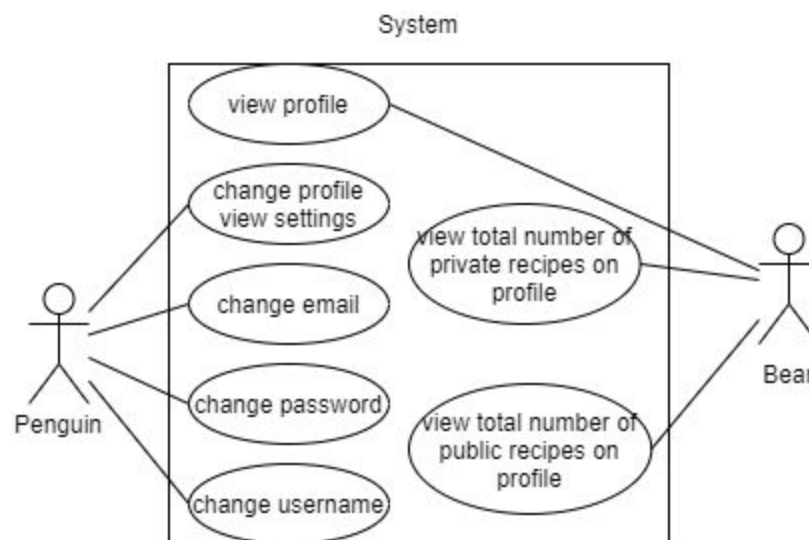 System
view profile
change profile
view settings
change email
change password
change username
view total number of
private recipes on
profile
view total number of
public recipes on
profile
Penguin
Bear